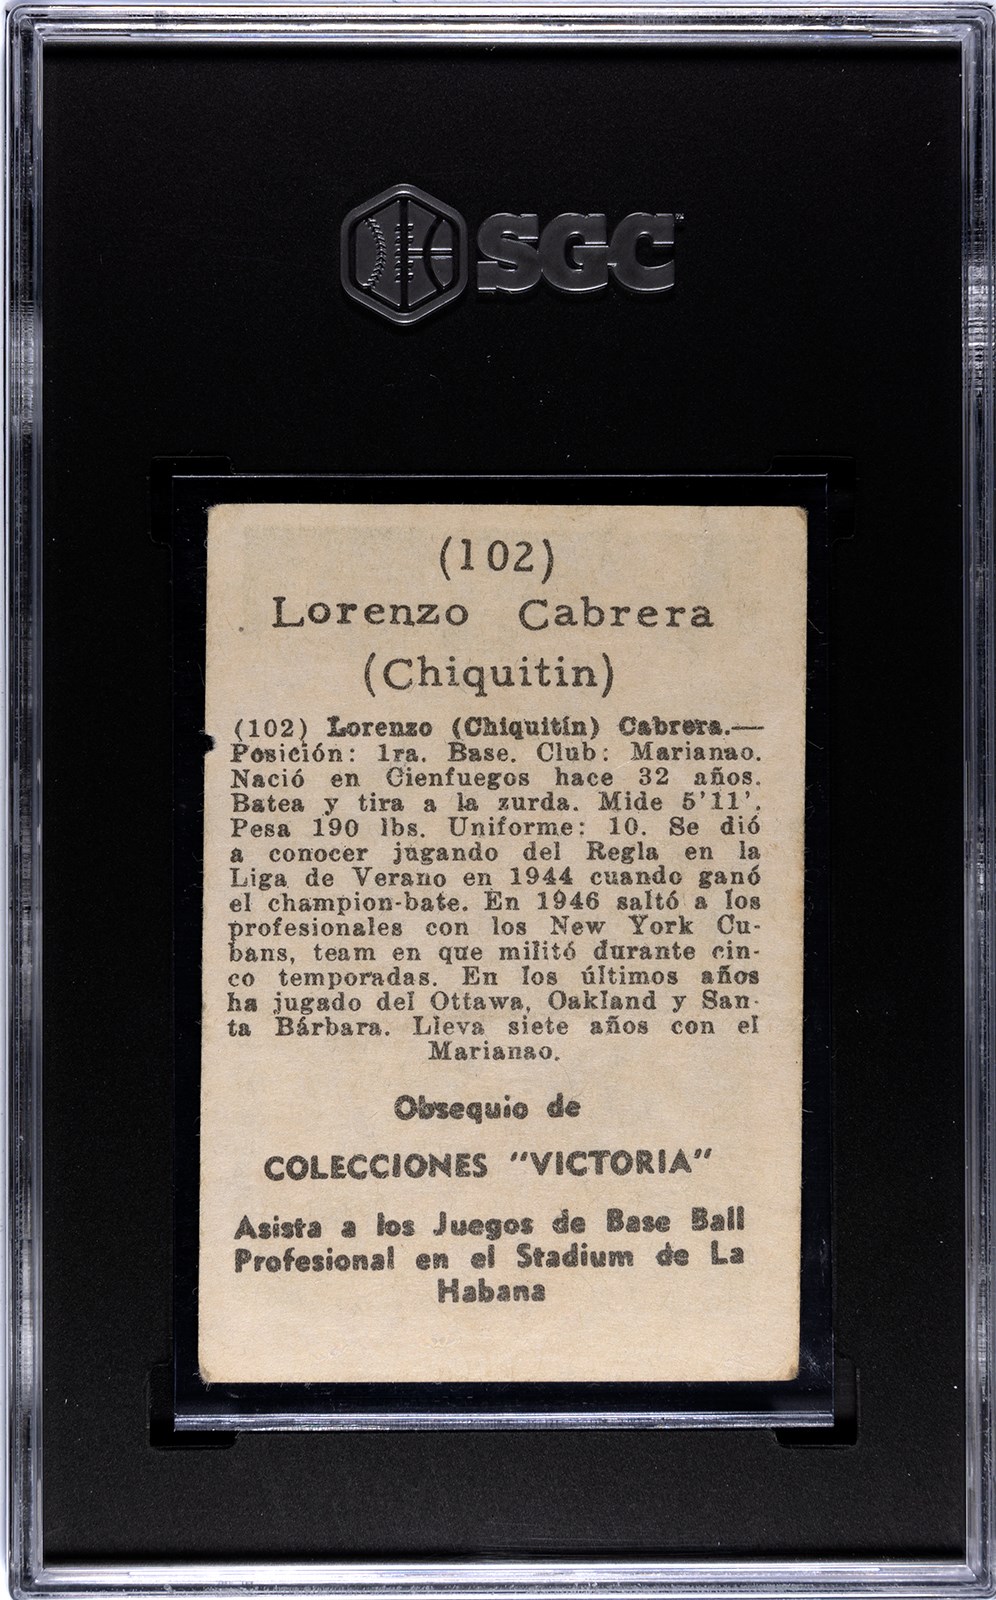 SGC
(102)
Lorenzo Cabrera
(Chiquitin)
(102) Lorenzo (Chiquitín) Cabrera.—
Posición: 1ra. Base. Club: Marianao.
Nació en Cienfuegos hace 32 años.
Batea y tira a la zurda. Mide 5'11'.
Pesa 190 lbs. Uniforme: 10. Se dió
a conocer jugando del Regla en la
Liga de Verano en 1944 cuando ganó
el champion-bate. En 1946 saltó a los
profesionales con los New York Cu-
bans, team en que militó durante cin-
co temporadas. En los últimos años
ha jugado del Ottawa, Oakland y San-
ta Bárbara. Lleva siete años con el
Marianao.
Obsequio de
COLECCIONES "VICTORIA"
Asista a los Juegos de Base Ball
Profesional en el Stadium de La
Habana